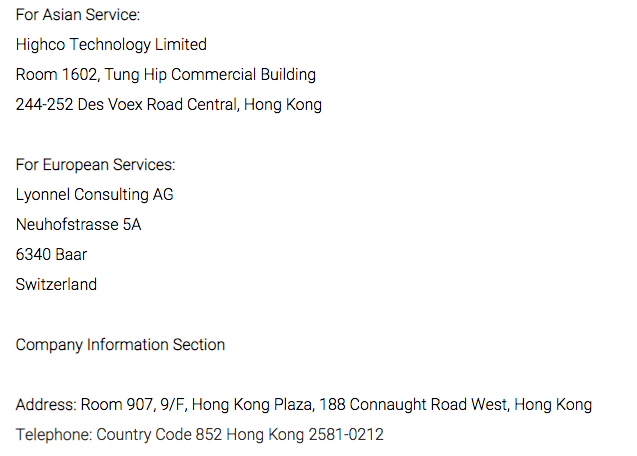 For Asian Service:
Highco Technology Limited
Room 1602, Tung Hip Commercial Building
244-252 Des Voex Road Central, Hong Kong
For European Services:
Lyonnel Consulting AG
Neuhofstrasse 5A
6340 Baar
Switzerland
Company Information Section
Address: Room 907, 9/F, Hong Kong Plaza, 188 Connaught Road West, Hong Kong
Telephone: Country Code 852 Hong Kong 2581-0212